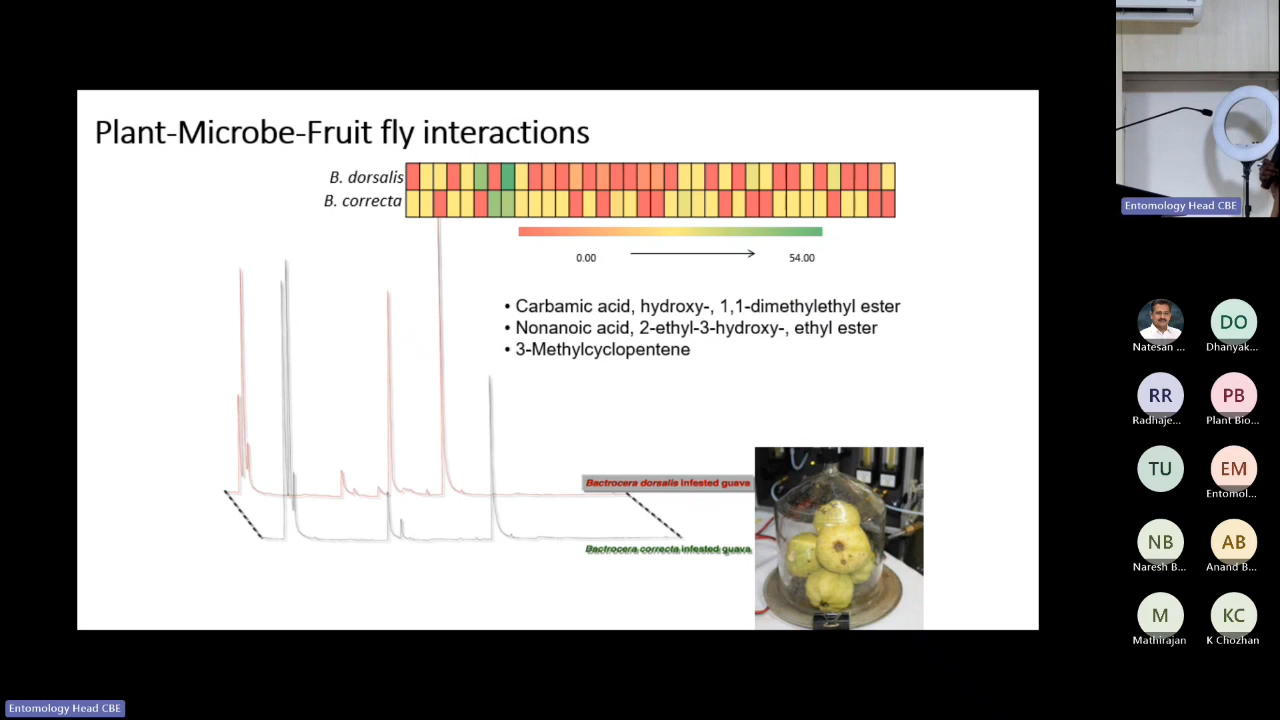 Plant-Microbe-Fruit fly interactions
B. dorsalis
B. correcta
0.00
54.00
• Carbamic acid, hydroxy-, 1,1-dimethylethyl ester
• Nonanoic acid, 2-ethyl-3-hydroxy-, ethyl ester
• 3-Methylcyclopentene
Bactrocera dorsalis infested guava
Bactrocera correcta infested guava
Entomology Head CBE
Natesan ...
DO
Dhanyak...
RR
Radhaje...
PB
Plant Bio...
TU
EM
Entomol...
NB
Naresh B...
AB
Anand B...
M
Mathirajan
KC
K Chozhan
Entomology Head CBE